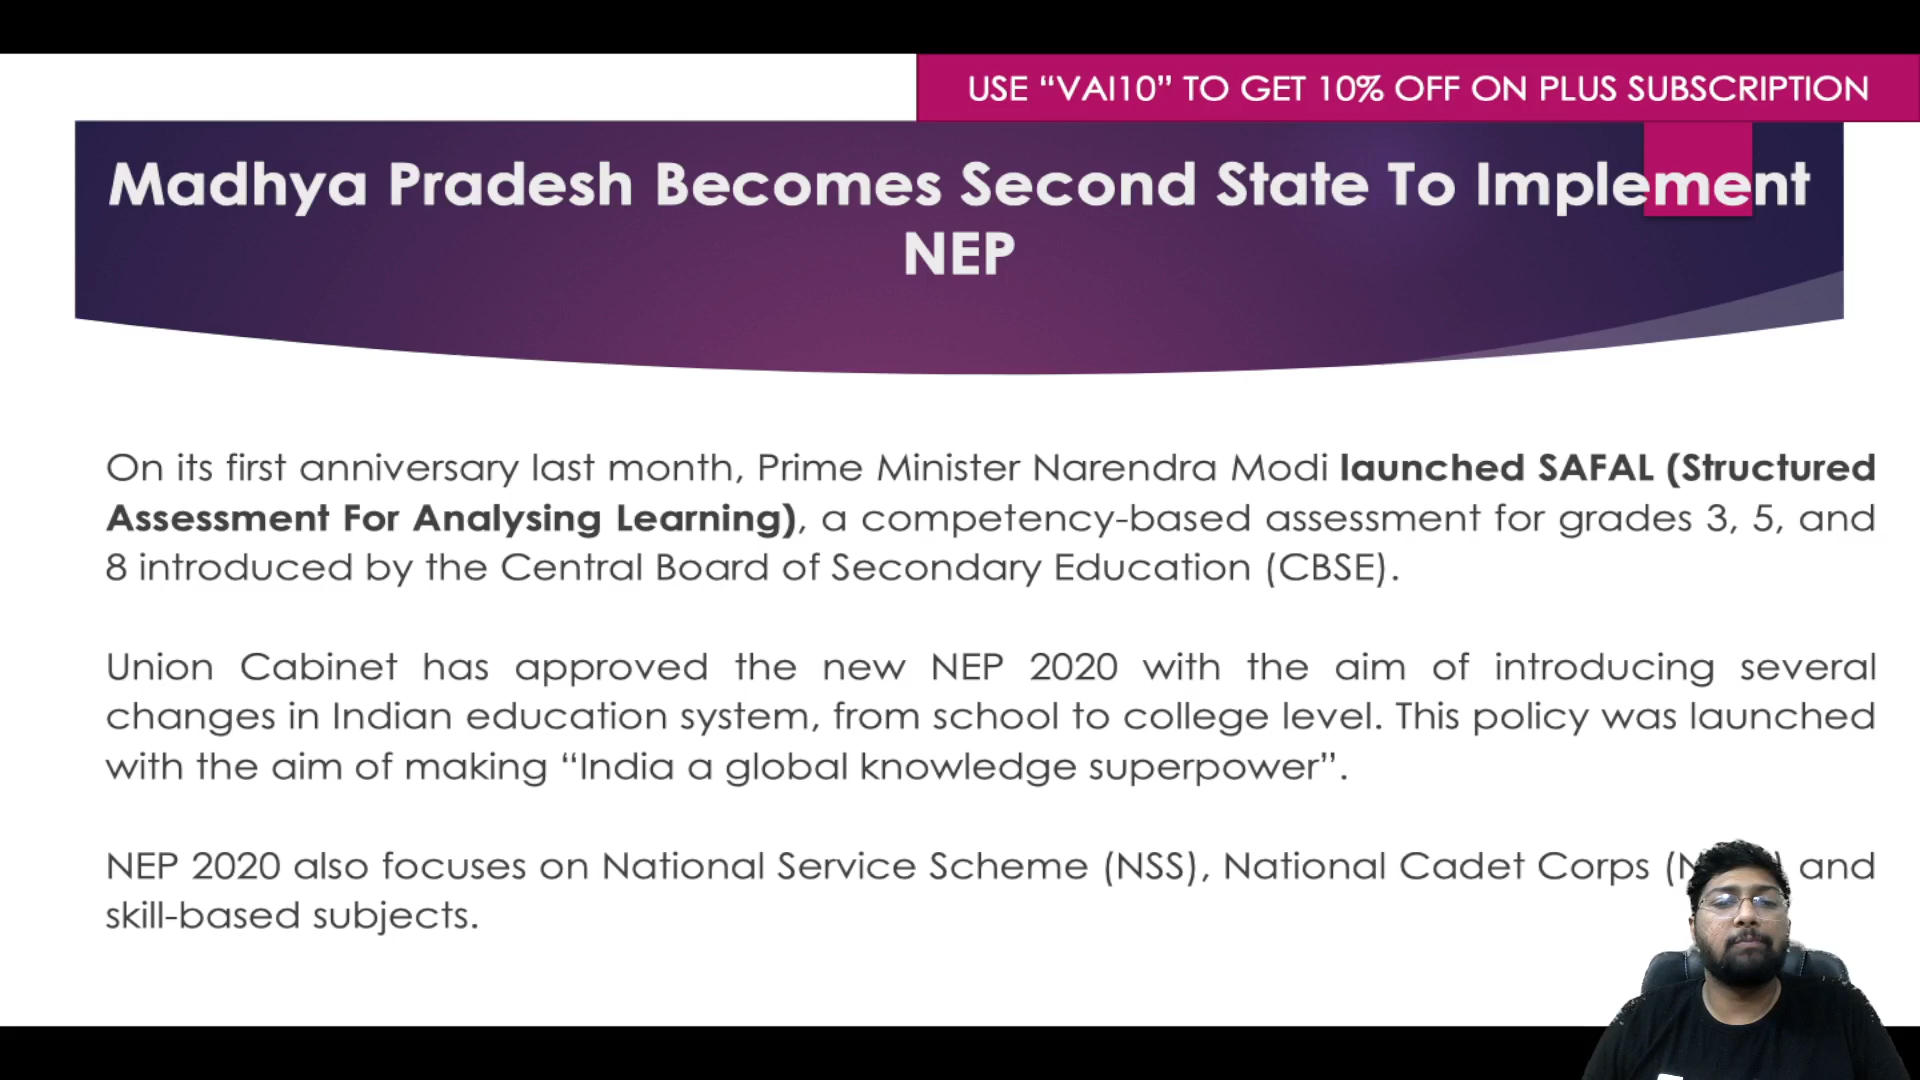 USE “VAI10” TO GET 10% OFF ON PLUS SUBSCRIPTION
Madhya Pradesh Becomes Second State To Implement
NEP
On its first anniversary last month, Prime Minister Narendra Modi launched SAFAL (Structured
Assessment For Analysing Learning), a competency-based assessment for grades 3, 5, and
8 introduced by the Central Board of Secondary Education (CBSE).
Union Cabinet has approved the new NEP 2020 with the aim of introducing several
changes in Indian education system, from school to college level. This policy was launched
with the aim of making “India a global knowledge superpower”.
NEP 2020 also focuses on National Service Scheme (NSS), National Cadet Corps and
skill-based subjects.